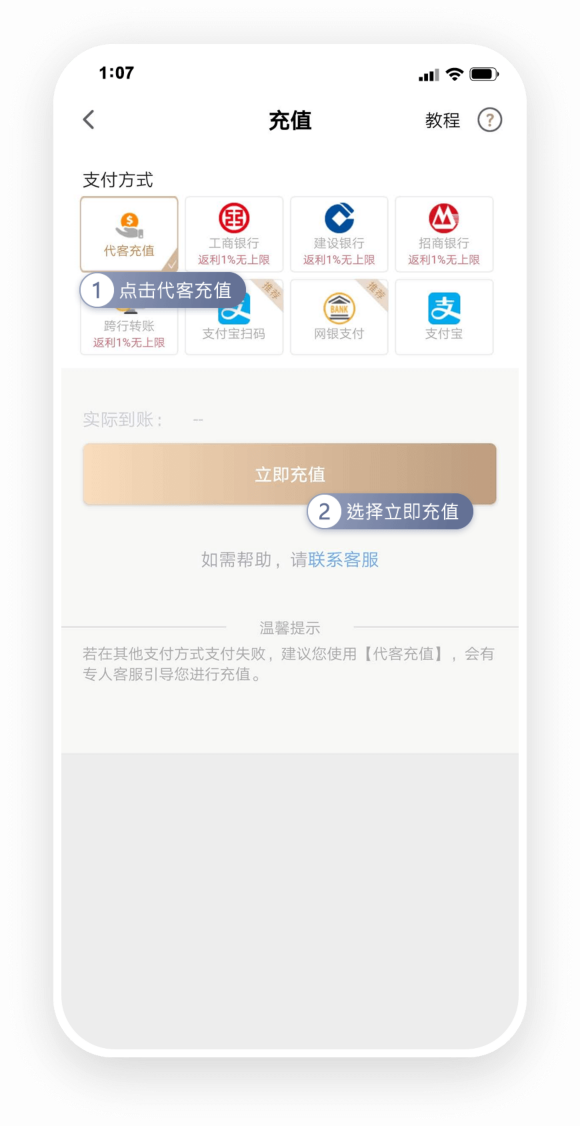 1:07
充值
教程
?
支付方式
代客充值
工商银行
返利1%无上限
建设银行
返利1%无上限
招商银行
返利1%无上限
1 点击代客充值
跨行转账
返利1%无上限
推荐
支付宝扫码
推荐
BANK
网银支付
支
支付宝
实际到账： --
立即充值
2 选择立即充值
如需帮助，请联系客服
温馨提示
若在其他支付方式支付失败，建议您使用【代客充值】，会有
专人客服引导您进行充值。